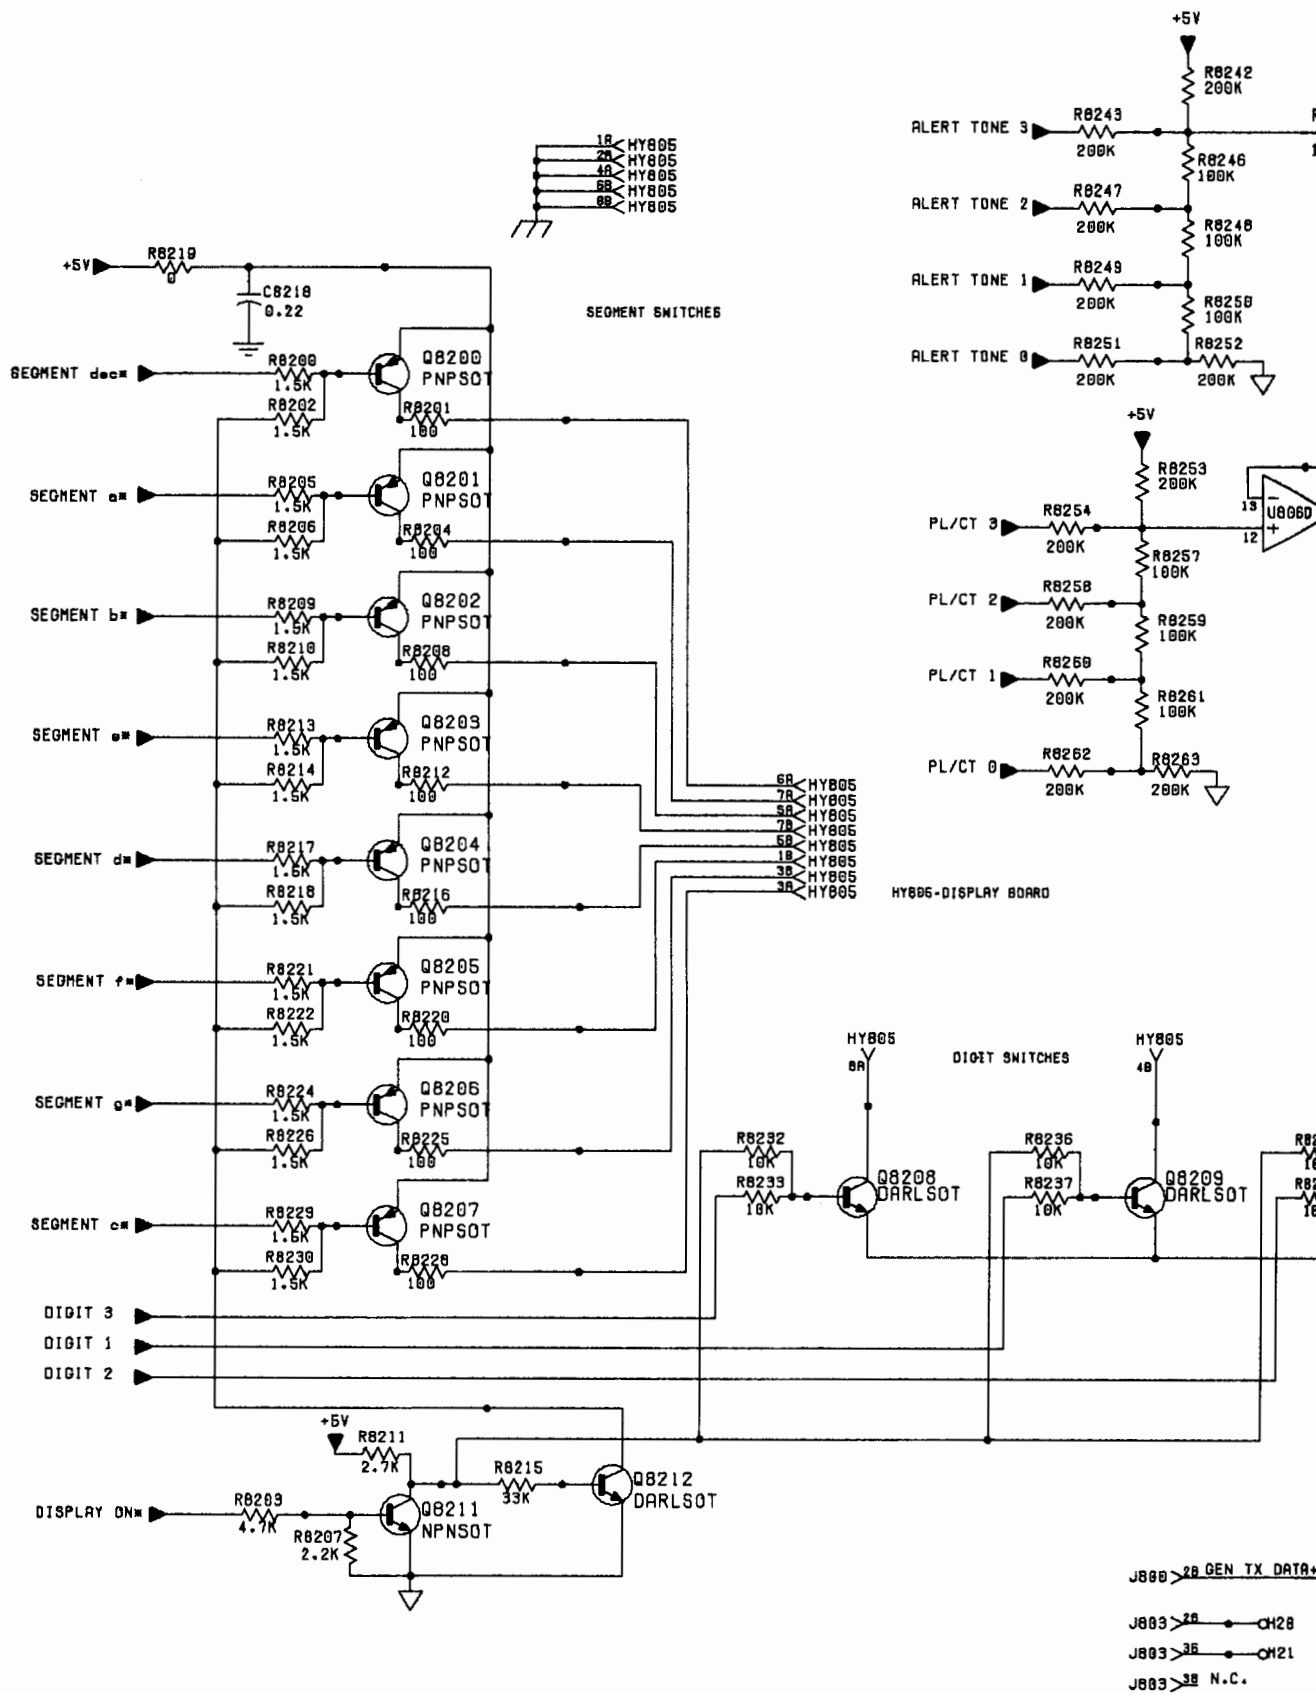 +5V
R8242
200K
ALERT TONE 3
R8243
200K
R8246
100K
ALERT TONE 2
R8247
200K
R8248
100K
ALERT TONE 1
R8249
200K
R8250
100K
ALERT TONE 0
R8251
200K
R8252
200K
1A HY805
2A HY805
4A HY805
6B HY805
8B HY805
+5V
R8219
0
C8218
0.22
SEGMENT SWITCHES
SEGMENT dec*
R8200
1.5K
R8202
1.5K
Q8200
PNPSOT
R8201
100
SEGMENT a*
R8205
1.5K
R8206
1.5K
Q8201
PNPSOT
R8204
100
SEGMENT b*
R8209
1.5K
R8210
1.5K
Q8202
PNPSOT
R8208
100
SEGMENT e*
R8213
1.5K
R8214
1.5K
Q8203
PNPSOT
R8212
100
SEGMENT d*
R8217
1.5K
R8218
1.5K
Q8204
PNPSOT
R8216
100
SEGMENT f*
R8221
1.5K
R8222
1.5K
Q8205
PNPSOT
R8220
100
SEGMENT g*
R8224
1.5K
R8226
1.5K
Q8206
PNPSOT
R8225
100
SEGMENT c*
R8229
1.5K
R8230
1.5K
Q8207
PNPSOT
R8228
100
+5V
R8253
200K
PL/CT 3
R8254
200K
R8257
100K
13
12
U806D
PL/CT 2
R8258
200K
R8259
100K
PL/CT 1
R8260
200K
R8261
100K
PL/CT 0
R8262
200K
R8263
200K
6A HY805
7A HY805
5A HY805
7B HY805
5B HY805
1B HY805
3B HY805
3A HY805
HY805-DISPLAY BOARD
HY805
8A
DIGIT SWITCHES
HY805
4B
R8232
10K
R8233
10K
Q8208
DARLSOT
R8236
10K
R8237
10K
Q8209
DARLSOT
DIGIT 3
DIGIT 1
DIGIT 2
+5V
R8211
2.7K
R8215
33K
Q8212
DARLSOT
DISPLAY ON*
R8203
4.7K
R8207
2.2K
Q8211
NPNSOT
J800 28 GEN TX DATA+
J803 26 H20
J803 36 H21
J803 38 N.C.